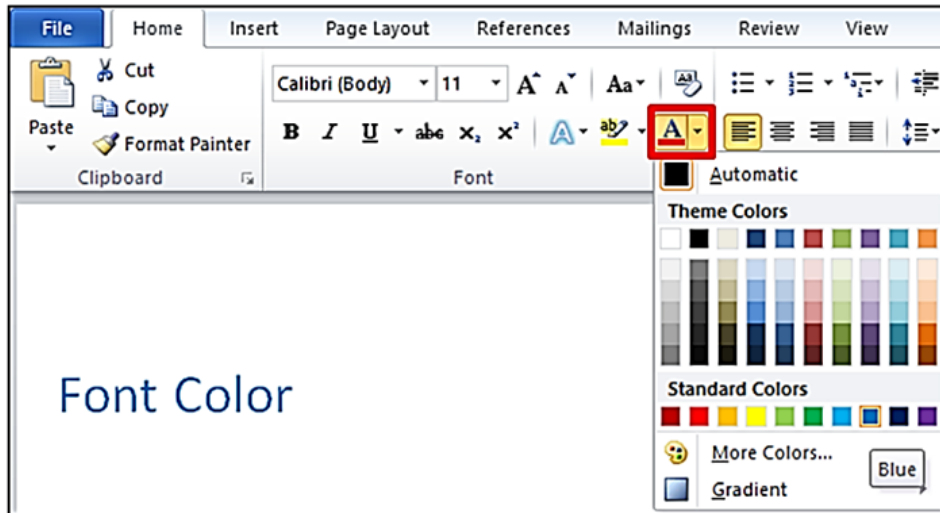 File Home Insert Page Layout References Mailings Review View
Cut
Calibri (Body) 11 A A Aa
Copy
Paste
Format Painter
B I U abc x₂ x² A ab A
Clipboard Font
Automatic
Theme Colors
Font Color
Standard Colors
More Colors...
Blue
Gradient